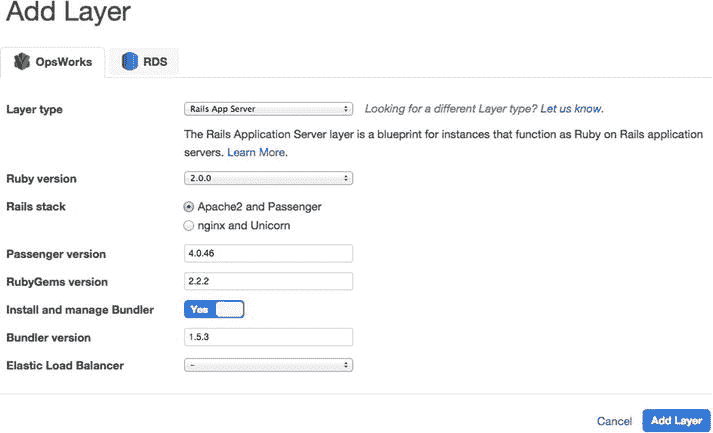 Add Layer
OpsWorks RDS
Layer type Rails App Server Looking for a different Layer type? Let us know.
The Rails Application Server layer is a blueprint for instances that function as Ruby on Rails application
servers. Learn More.
Ruby version 2.0.0
Rails stack Apache2 and Passenger
nginx and Unicorn
Passenger version 4.0.46
RubyGems version 2.2.2
Install and manage Bundler Yes
Bundler version 1.5.3
Elastic Load Balancer -
Cancel Add Layer